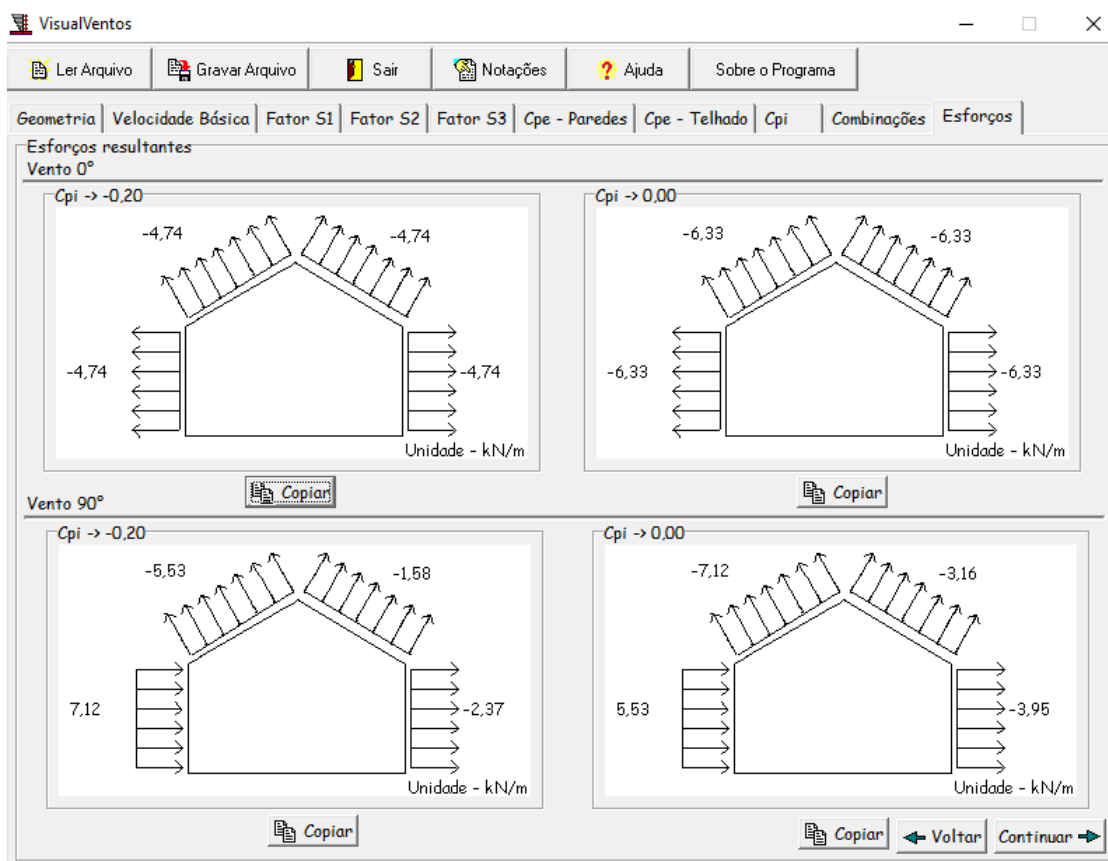 VisualVentos
Ler Arquivo Gravar Arquivo Sair Notações Ajuda Sobre o Programa
Geometria Velocidade Básica Fator S1 Fator S2 Fator S3 Cpe - Paredes Cpe - Telhado Cpi Combinações Esforços
Esforços resultantes
Vento 0°
Cpi -> -0,20
-4,74 -4,74
-4,74 -4,74
Unidade - kN/m
Copiar
Cpi -> 0,00
-6,33 -6,33
-6,33 -6,33
Unidade - kN/m
Copiar
Vento 90°
Cpi -> -0,20
-5,53 -1,58
7,12 -2,37
Unidade - kN/m
Copiar
Cpi -> 0,00
-7,12 -3,16
5,53 -3,95
Unidade - kN/m
Copiar Voltar Continuar